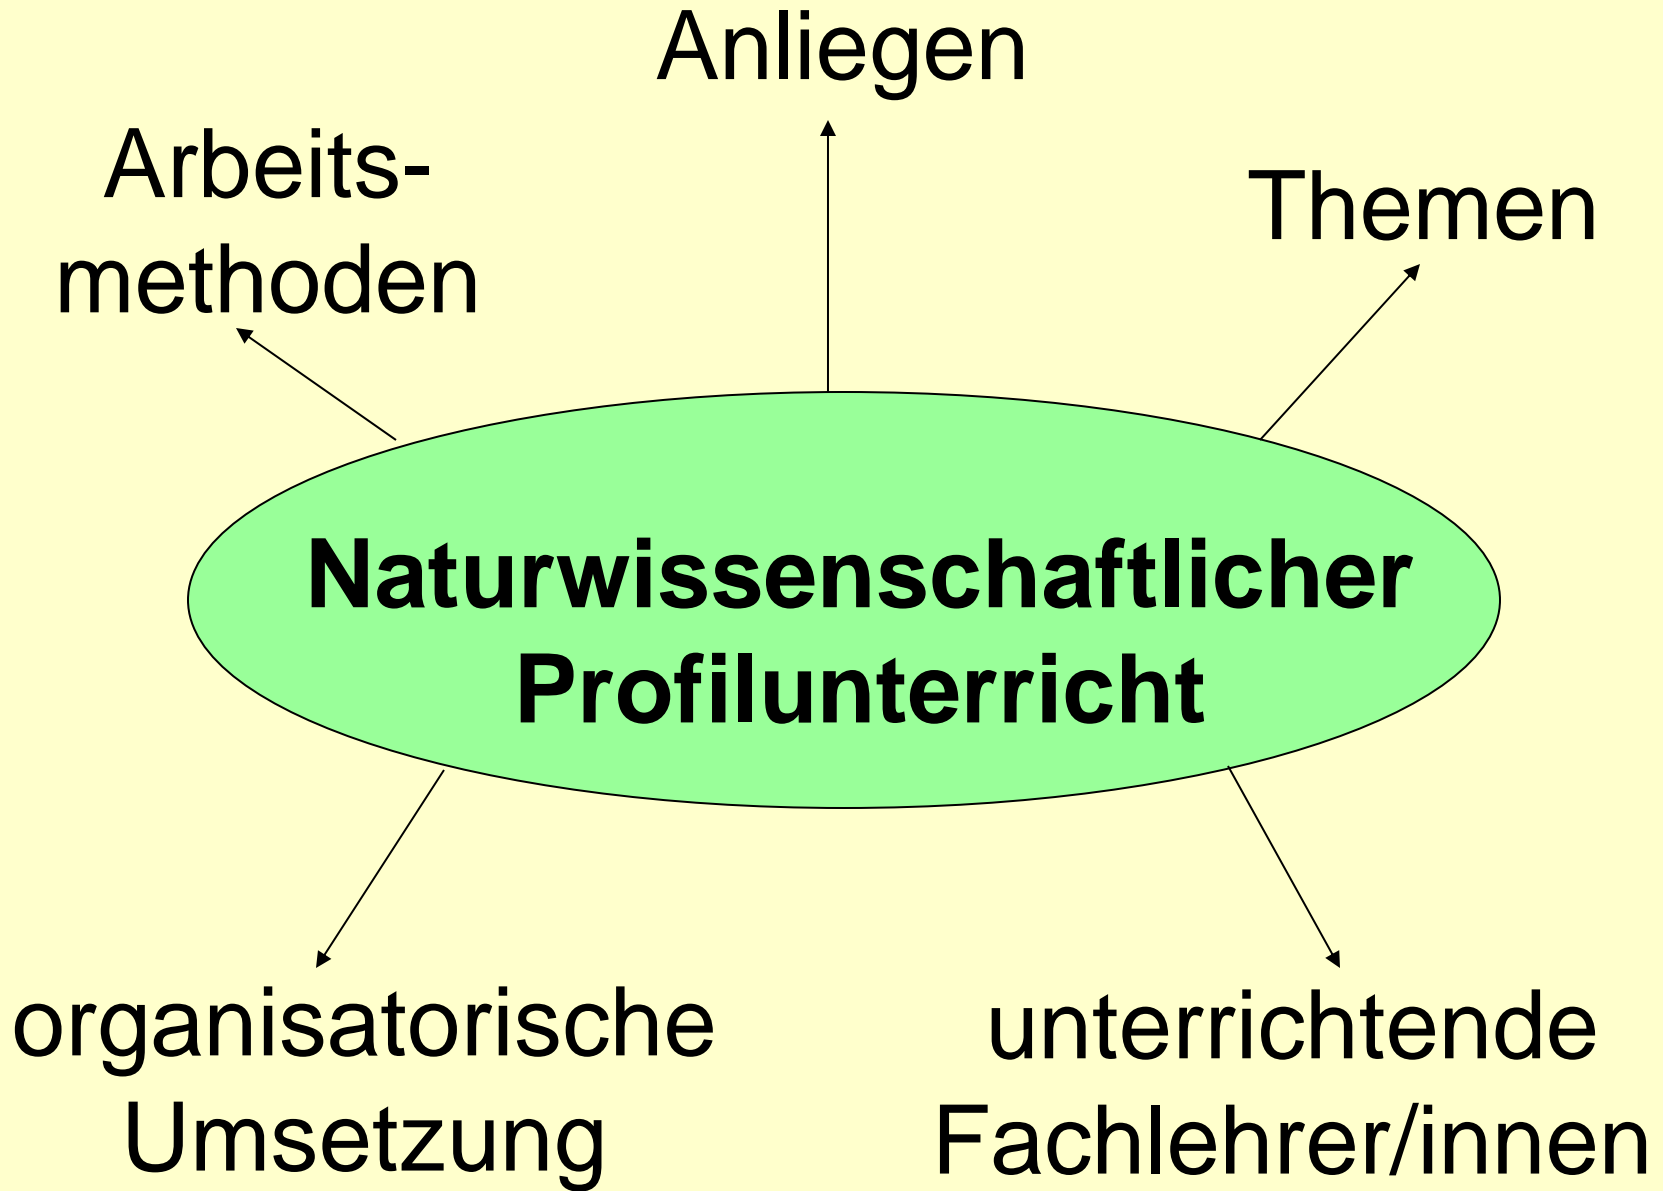 Anliegen
Arbeits-
methoden
Themen
Naturwissenschaftlicher
Profilunterricht
organisatorische
Umsetzung
unterrichtende
Fachlehrer/innen